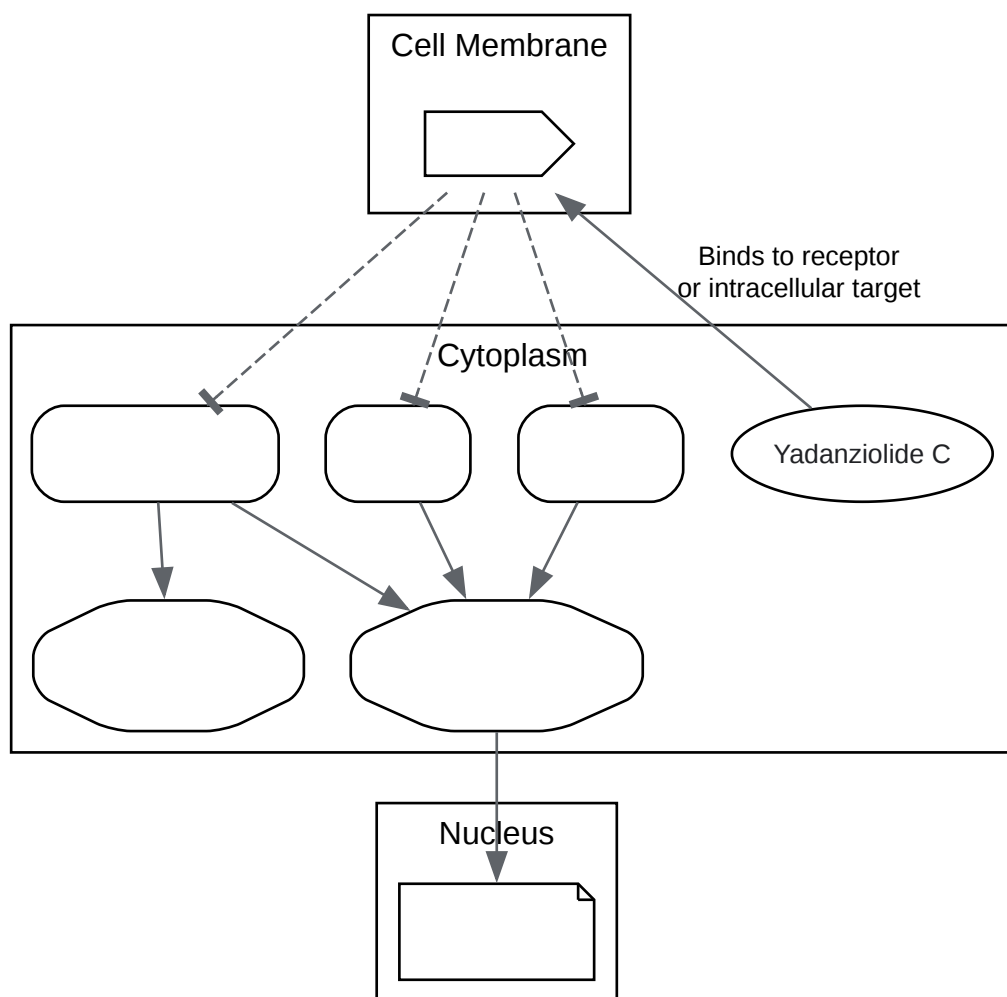 Cell Membrane
Binds to receptor
or intracellular target
Cytoplasm
Yadanziolide C
Nucleus